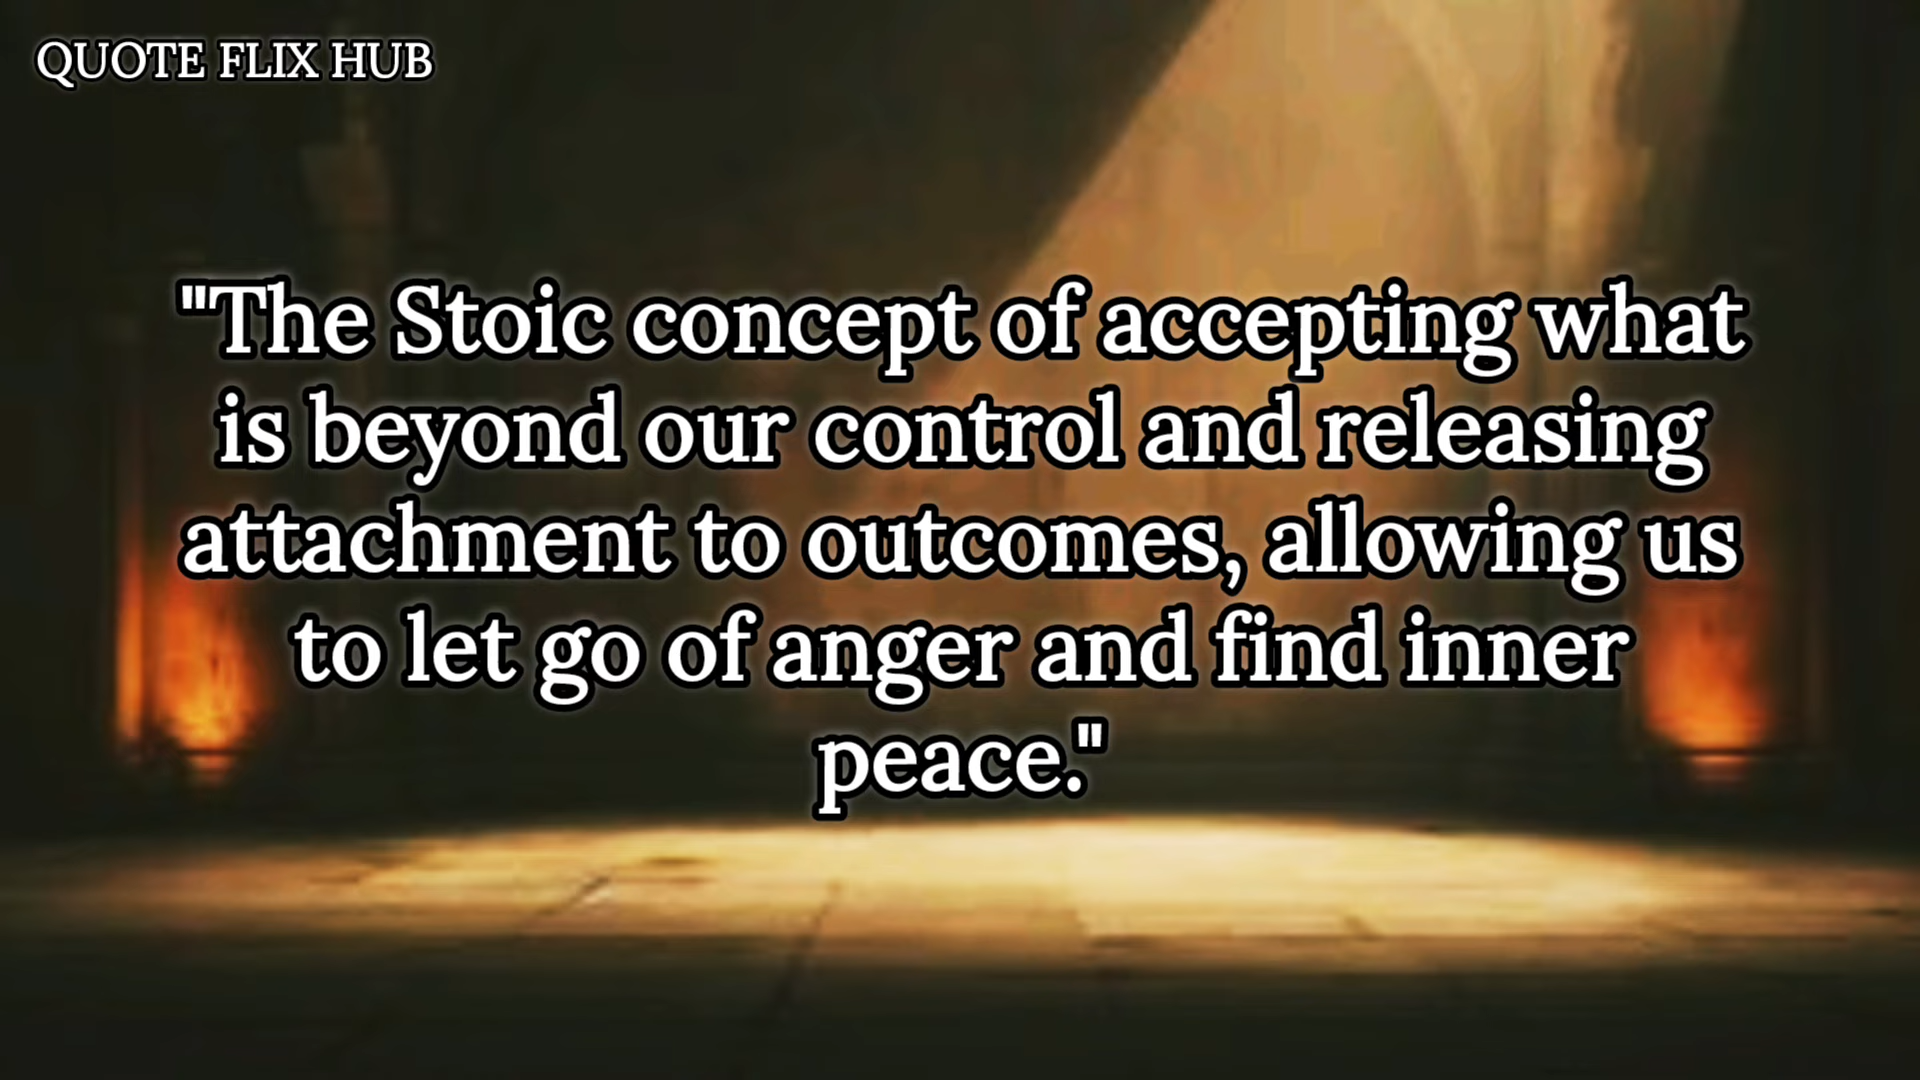 QUOTE FLIX HUB
"The Stoic concept of accepting what
is beyond our control and releasing
attachment to outcomes, allowing us
to let go of anger and find inner
peace."